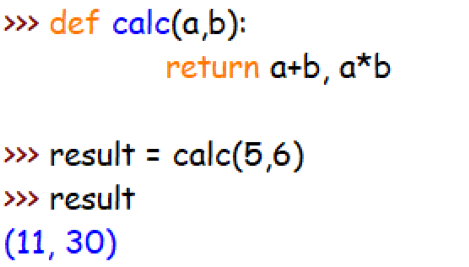 >>> def calc(a,b):
return a+b, a*b
>>> result = calc(5,6)
>>> result
(11, 30)